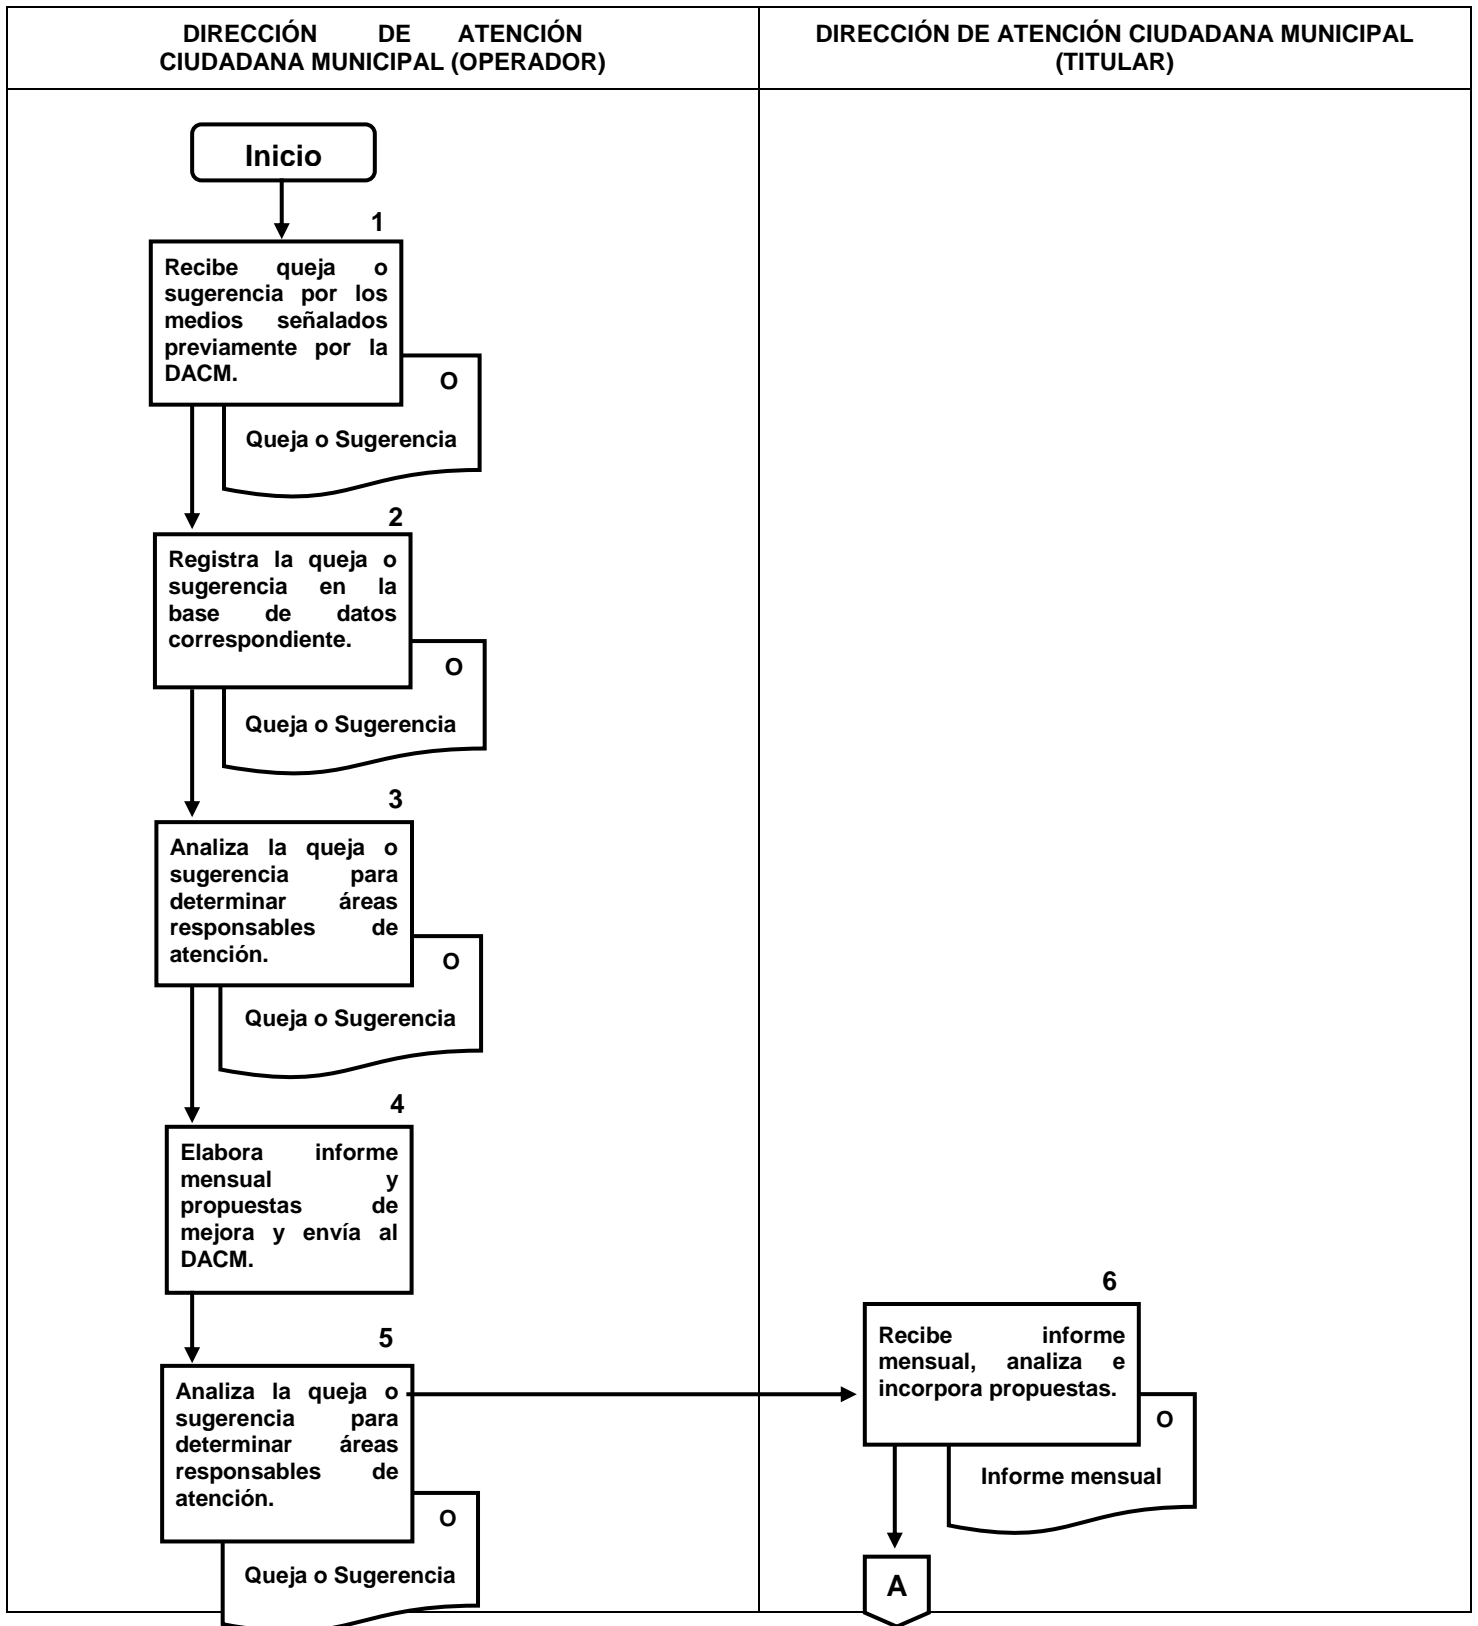 DIRECCIÓN DE ATENCIÓN
CIUDADANA MUNICIPAL (OPERADOR)
DIRECCIÓN DE ATENCIÓN CIUDADANA MUNICIPAL
(TITULAR)
Inicio
1
Recibe queja o
sugerencia por los
medios señalados
previamente por la
DACM.
O
Queja o Sugerencia
2
Registra la queja o
sugerencia en la
base de datos
correspondiente.
O
Queja o Sugerencia
3
Analiza la queja o
sugerencia para
determinar áreas
responsables de
atención.
O
Queja o Sugerencia
4
Elabora informe
mensual y
propuestas de
mejora y envía al
DACM.
5
Analiza la queja o
sugerencia para
determinar áreas
responsables de
atención.
O
Queja o Sugerencia
6
Recibe informe
mensual, analiza e
incorpora propuestas.
O
Informe mensual
A